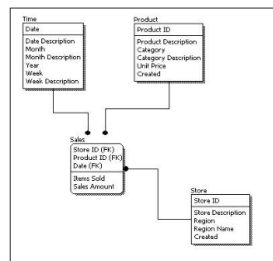 Time
Date
Date Description
Month
Month Description
Year
Week
Week Description
Product
Product ID
Product Description
Category
Category Description
Unit Price
Created
Sales
Store ID (FK)
Product ID (FK)
Date (FK)
Items Sold
Sales Amount
Store
Store ID
Store Description
Region
Region Name
Created